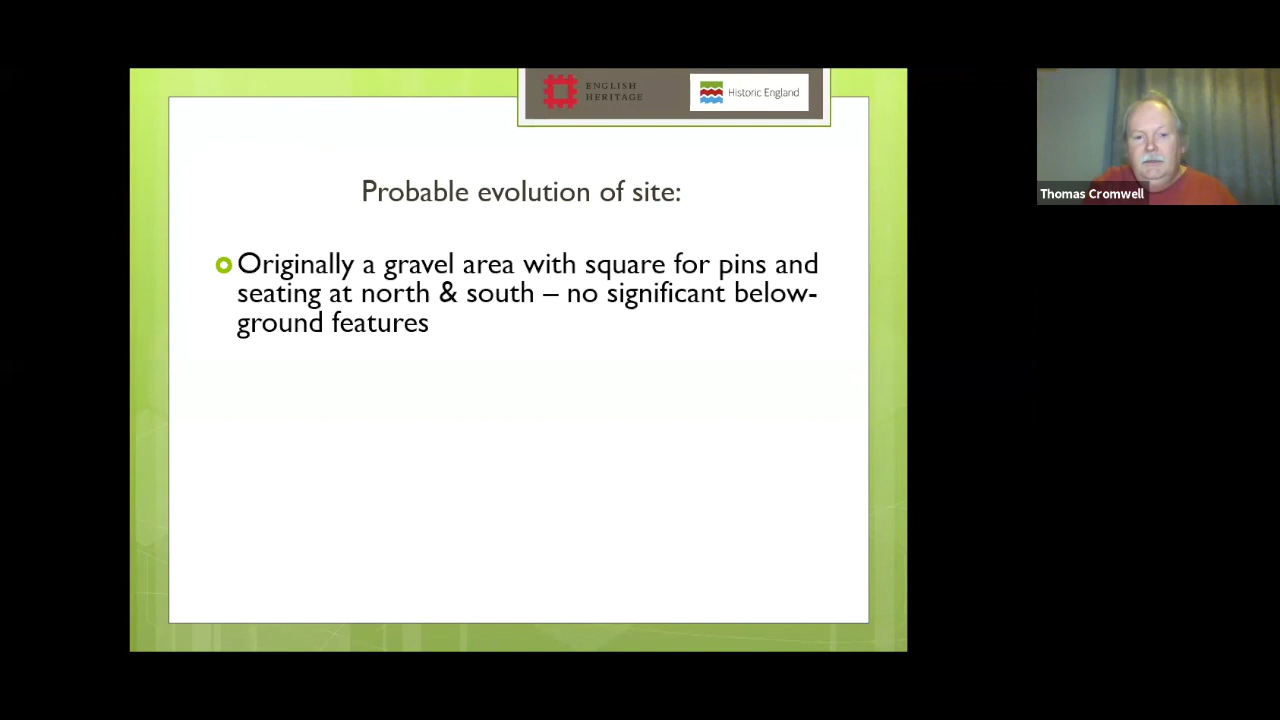 ENGLISH
HERITAGE
Historic England
Probable evolution of site:
Originally a gravel area with square for pins and
seating at north & south – no significant below-
ground features
Thomas Cromwell